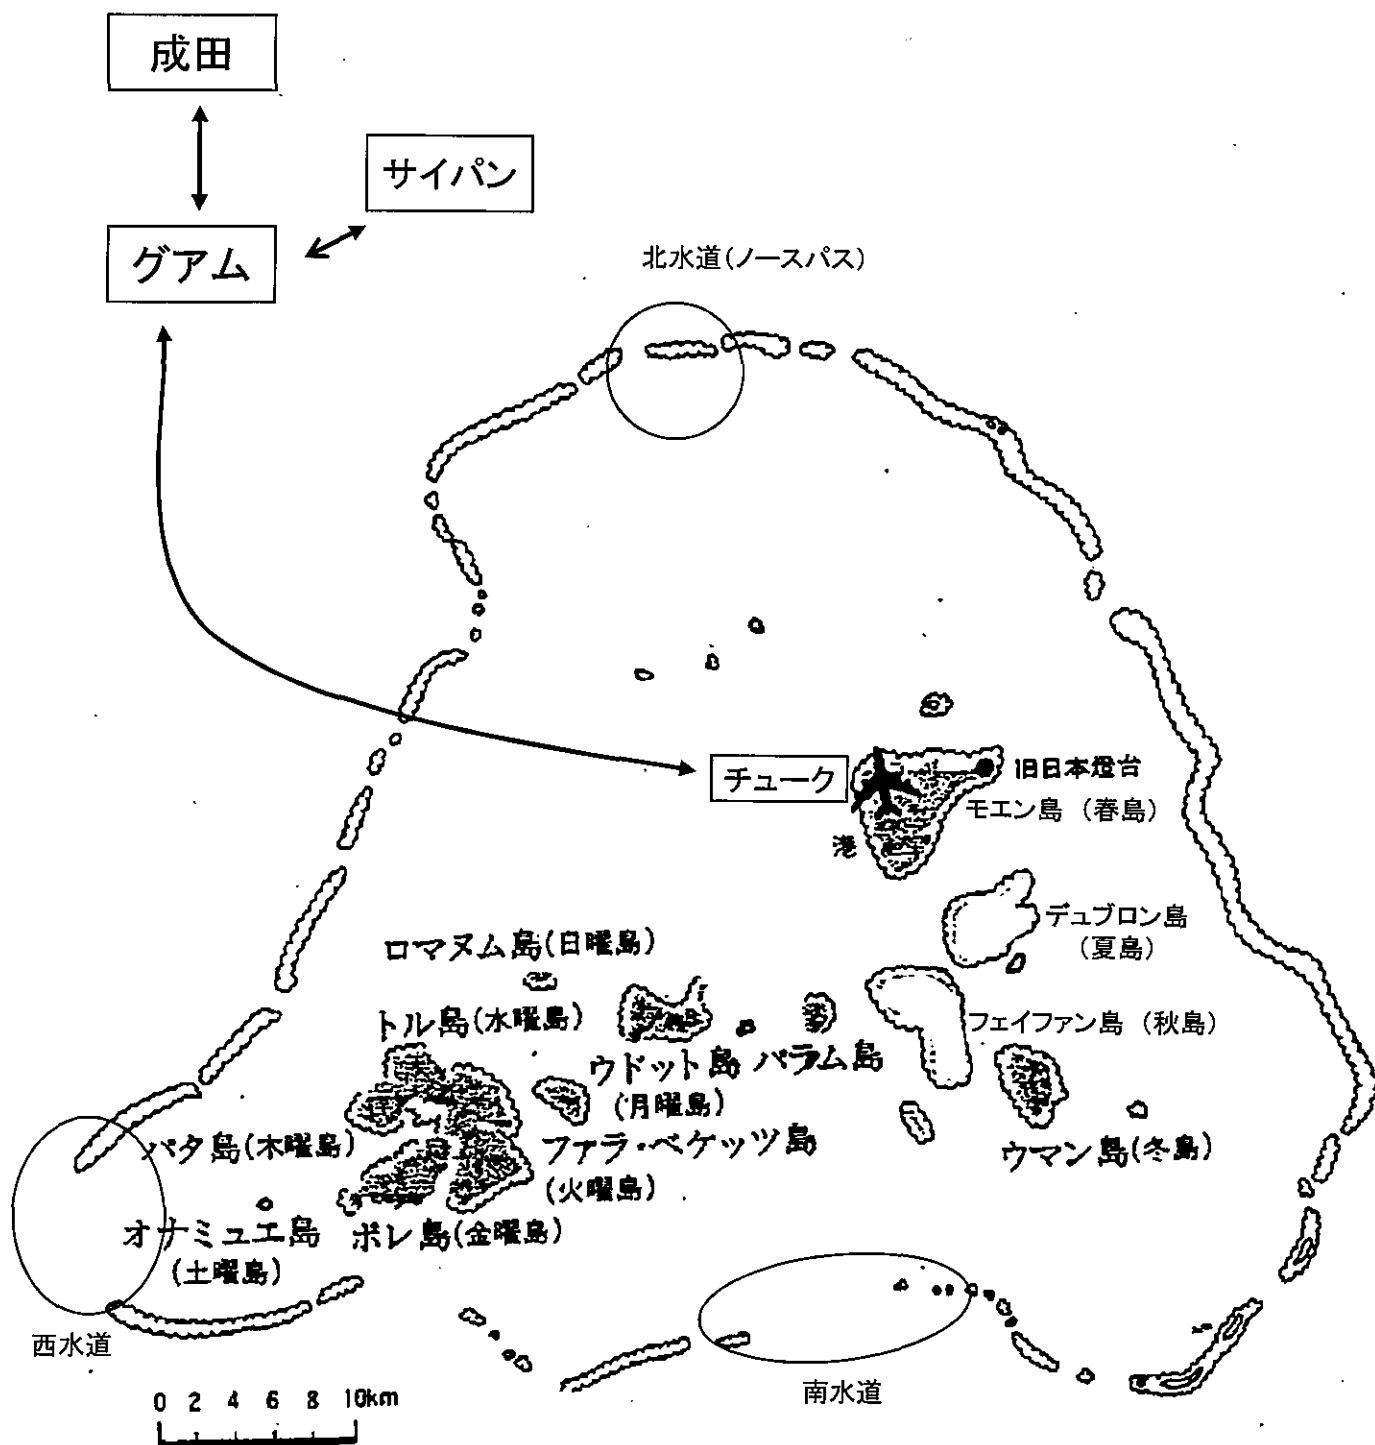 成田
サイパン
グアム
北水道(ノースパス)
チューク
旧日本燈台
モエン島 (春島)
港
デュブロン島
(夏島)
ロマヌム島(日曜島)
トル島(水曜島)
フェイファン島 (秋島)
ウドット島
(月曜島)
パラム島
パタ島(木曜島)
ファラ・ベケッツ島
(火曜島)
ウマン島(冬島)
オナミュエ島
(土曜島)
ポレ島(金曜島)
西水道
南水道
0 2 4 6 8 10km